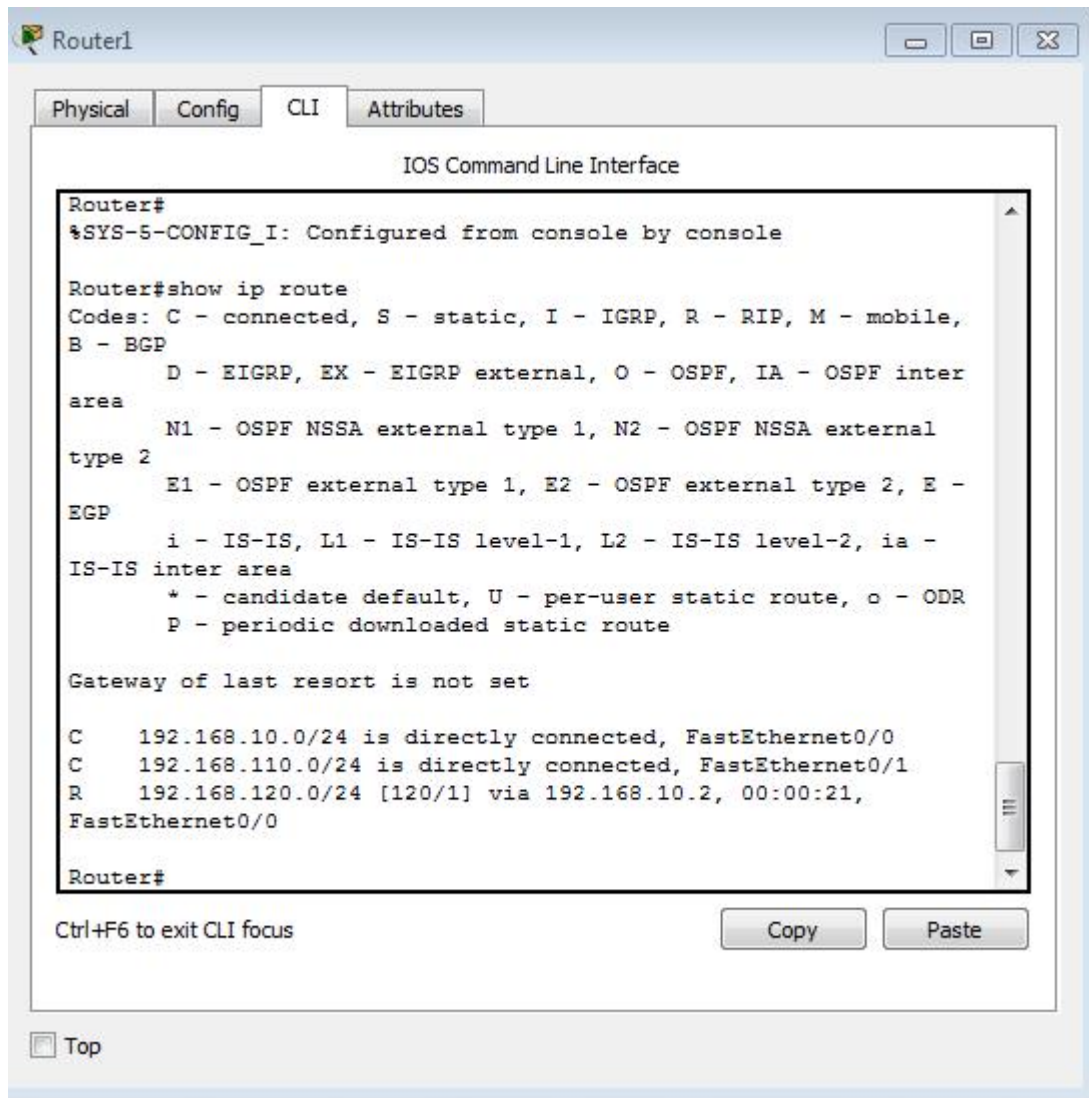 Router1
Physical Config CLI Attributes
IOS Command Line Interface
Router#
%SYS-5-CONFIG_I: Configured from console by console
Router#show ip route
Codes: C - connected, S - static, I - IGRP, R - RIP, M - mobile,
B - BGP
D - EIGRP, EX - EIGRP external, O - OSPF, IA - OSPF inter
area
N1 - OSPF NSSA external type 1, N2 - OSPF NSSA external
type 2
E1 - OSPF external type 1, E2 - OSPF external type 2, E -
EGP
i - IS-IS, L1 - IS-IS level-1, L2 - IS-IS level-2, ia -
IS-IS inter area
* - candidate default, U - per-user static route, o - ODR
P - periodic downloaded static route
Gateway of last resort is not set
C 192.168.10.0/24 is directly connected, FastEthernet0/0
C 192.168.110.0/24 is directly connected, FastEthernet0/1
R 192.168.120.0/24 [120/1] via 192.168.10.2, 00:00:21,
FastEthernet0/0
Router#
Ctrl+F6 to exit CLI focus
Copy Paste
Top